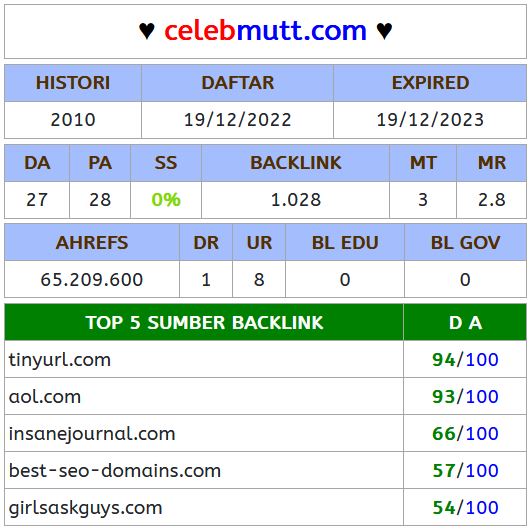 ♥ celebmutt.com ♥
HISTORI DAFTAR EXPIRED
2010 19/12/2022 19/12/2023
DA PA SS BACKLINK MT MR
27 28 0% 1.028 3 2.8
AHREFS DR UR BL EDU BL GOV
65.209.600 1 8 0 0
TOP 5 SUMBER BACKLINK D A
tinyurl.com 94/100
aol.com 93/100
insanejournal.com 66/100
best-seo-domains.com 57/100
girlsaskguys.com 54/100